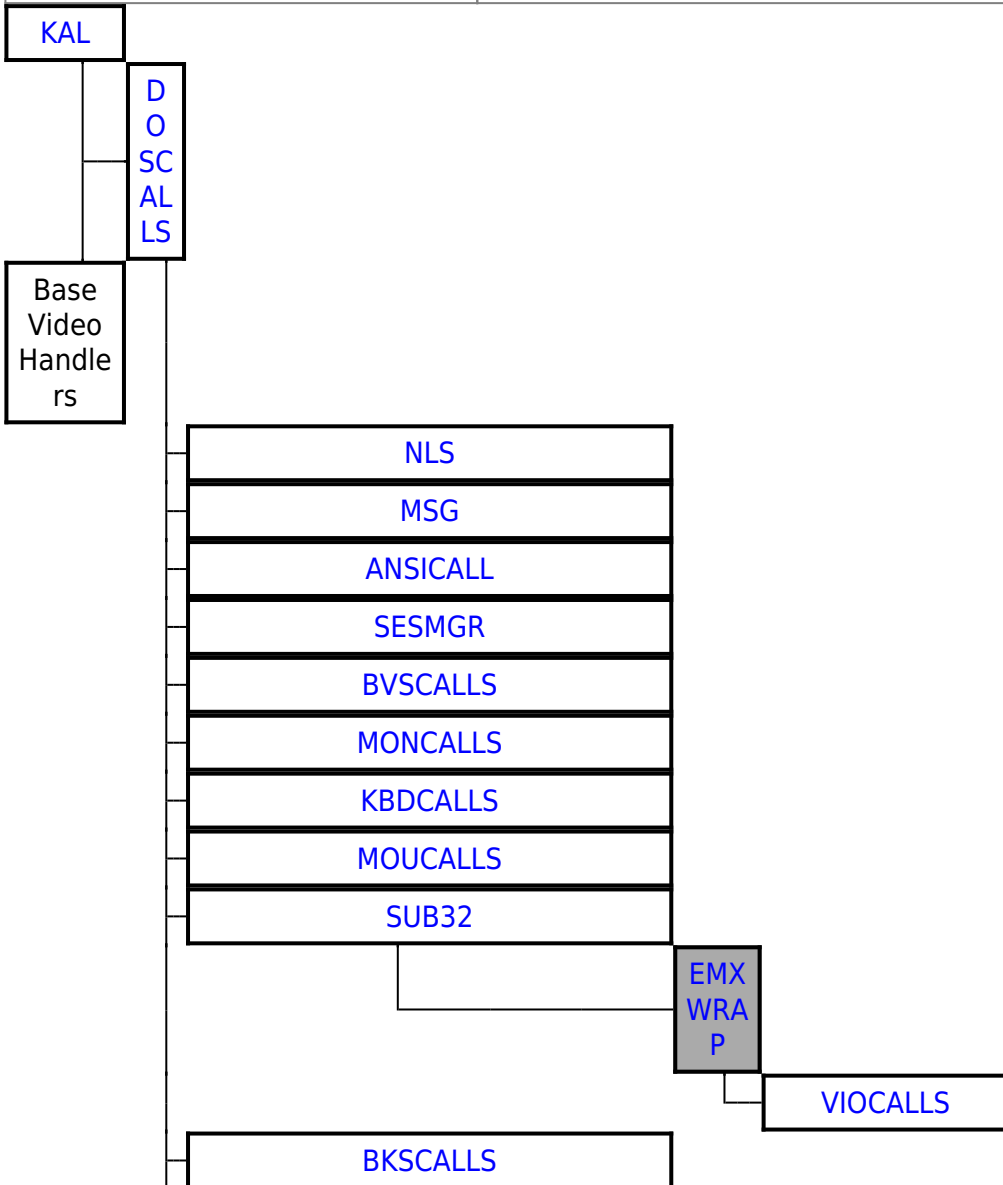 KAL
D
O
SC
AL
LS
Base
Video
Handle
rs
NLS
MSG
ANSICALL
SESMGR
BVSCALLS
MONCALLS
KBDCALLS
MOUCALLS
SUB32
EMX
WRA
P
VIOCALLS
BKSCALLS